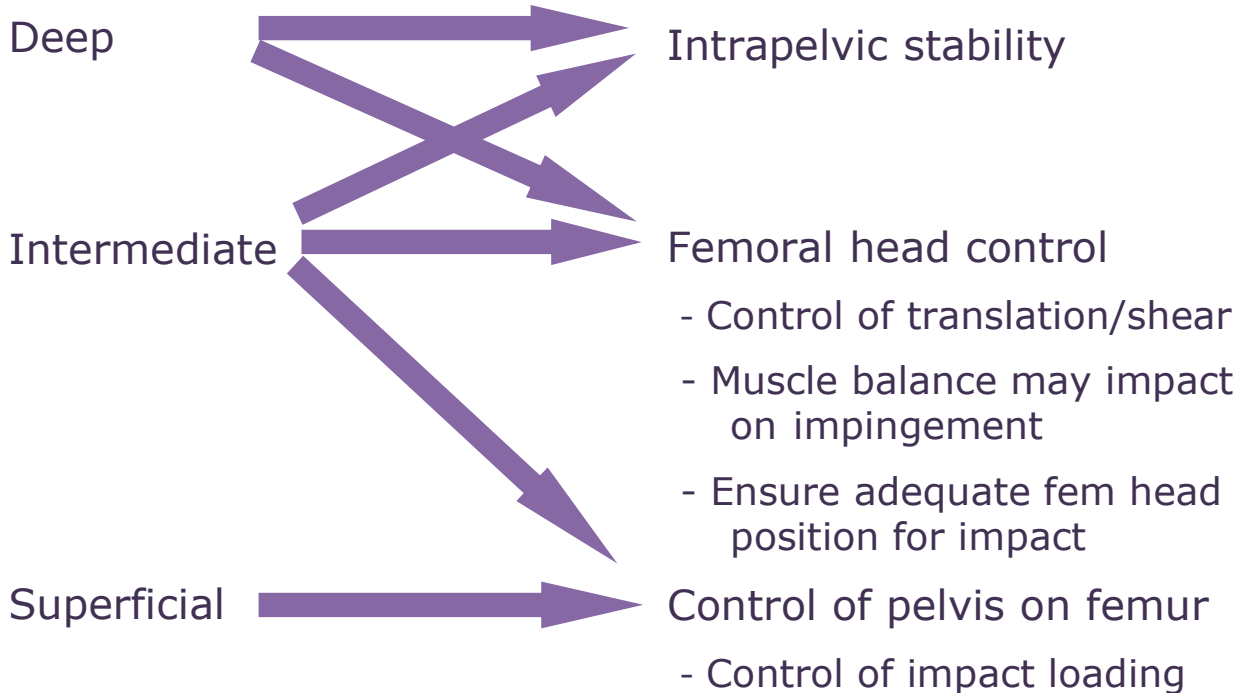 Deep
Intrapelvic stability
Intermediate
Femoral head control
- Control of translation/shear
- Muscle balance may impact
on impingement
- Ensure adequate fem head
position for impact
Superficial
Control of pelvis on femur
- Control of impact loading